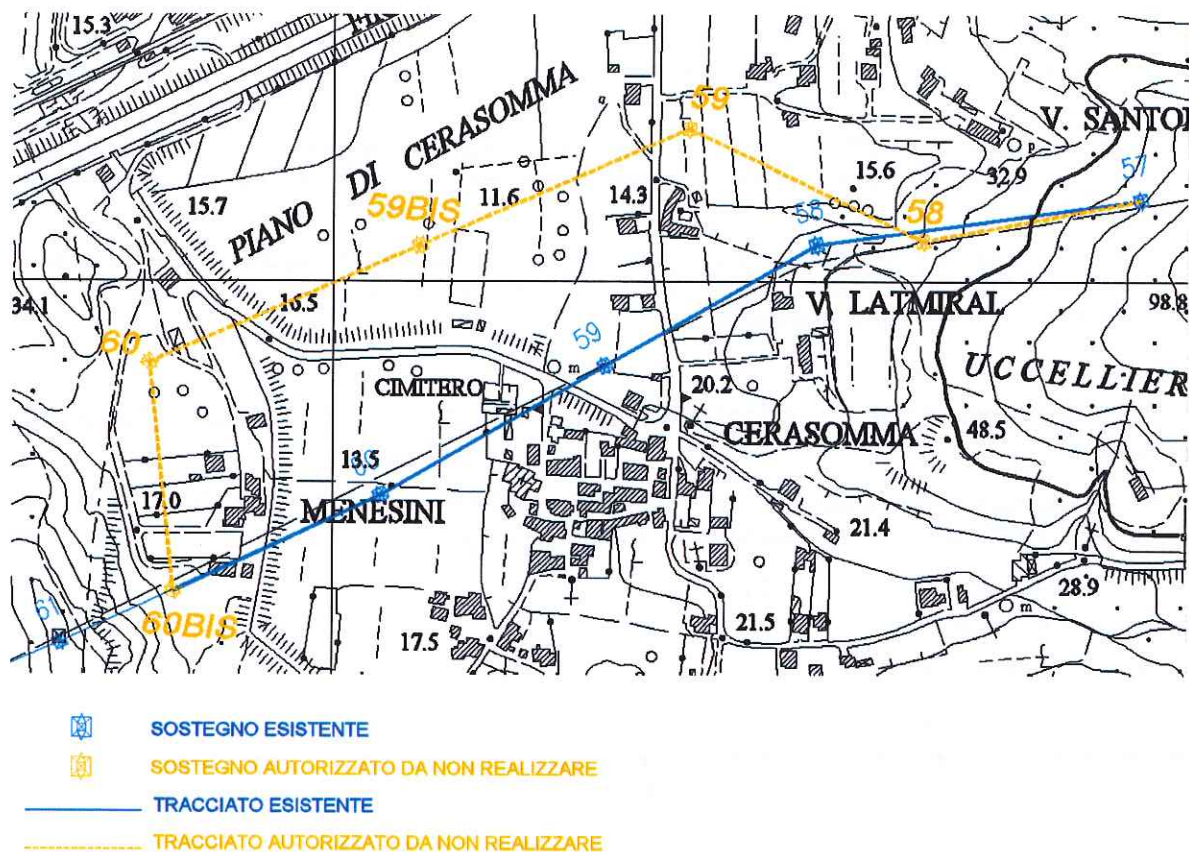 15.3
59
V. SANTOR
PIANO DI CERASOMMA
15.6
32.9
57
15.7
11.6
14.3
59BIS
58
58
34.1
16.5
V. LATMIRAL
98.8
60
59
m
UCCELLIER
CIMITERO
20.2
CERASOMMA
48.5
13.5
60
17.0
MENESINI
21.4
28.9
61
60BIS
17.5
21.5
m
SOSTEGNO ESISTENTE
SOSTEGNO AUTORIZZATO DA NON REALIZZARE
TRACCIATO ESISTENTE
TRACCIATO AUTORIZZATO DA NON REALIZZARE